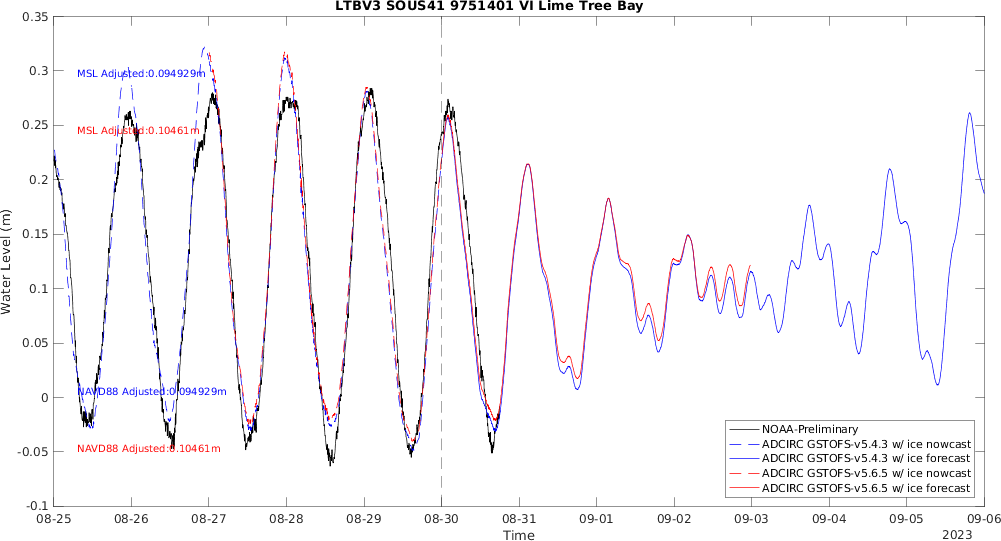 LTBV3 SOUS41 9751401 VI Lime Tree Bay
0.35
0.3
0.25
0.2
0.15
0.1
0.05
0
-0.05
-0.1
Water Level (m)
MSL Adjusted:0.094929m
MSL Adjusted:0.10461m
NAVD88 Adjusted:0.094929m
NAVD88 Adjusted:0.10461m
NOAA-Preliminary
ADCIRC GSTOFS-v5.4.3 w/ ice nowcast
ADCIRC GSTOFS-v5.4.3 w/ ice forecast
ADCIRC GSTOFS-v5.6.5 w/ ice nowcast
ADCIRC GSTOFS-v5.6.5 w/ ice forecast
08-25 08-26 08-27 08-28 08-29 08-30 08-31 09-01 09-02 09-03 09-04 09-05 09-06
Time
2023